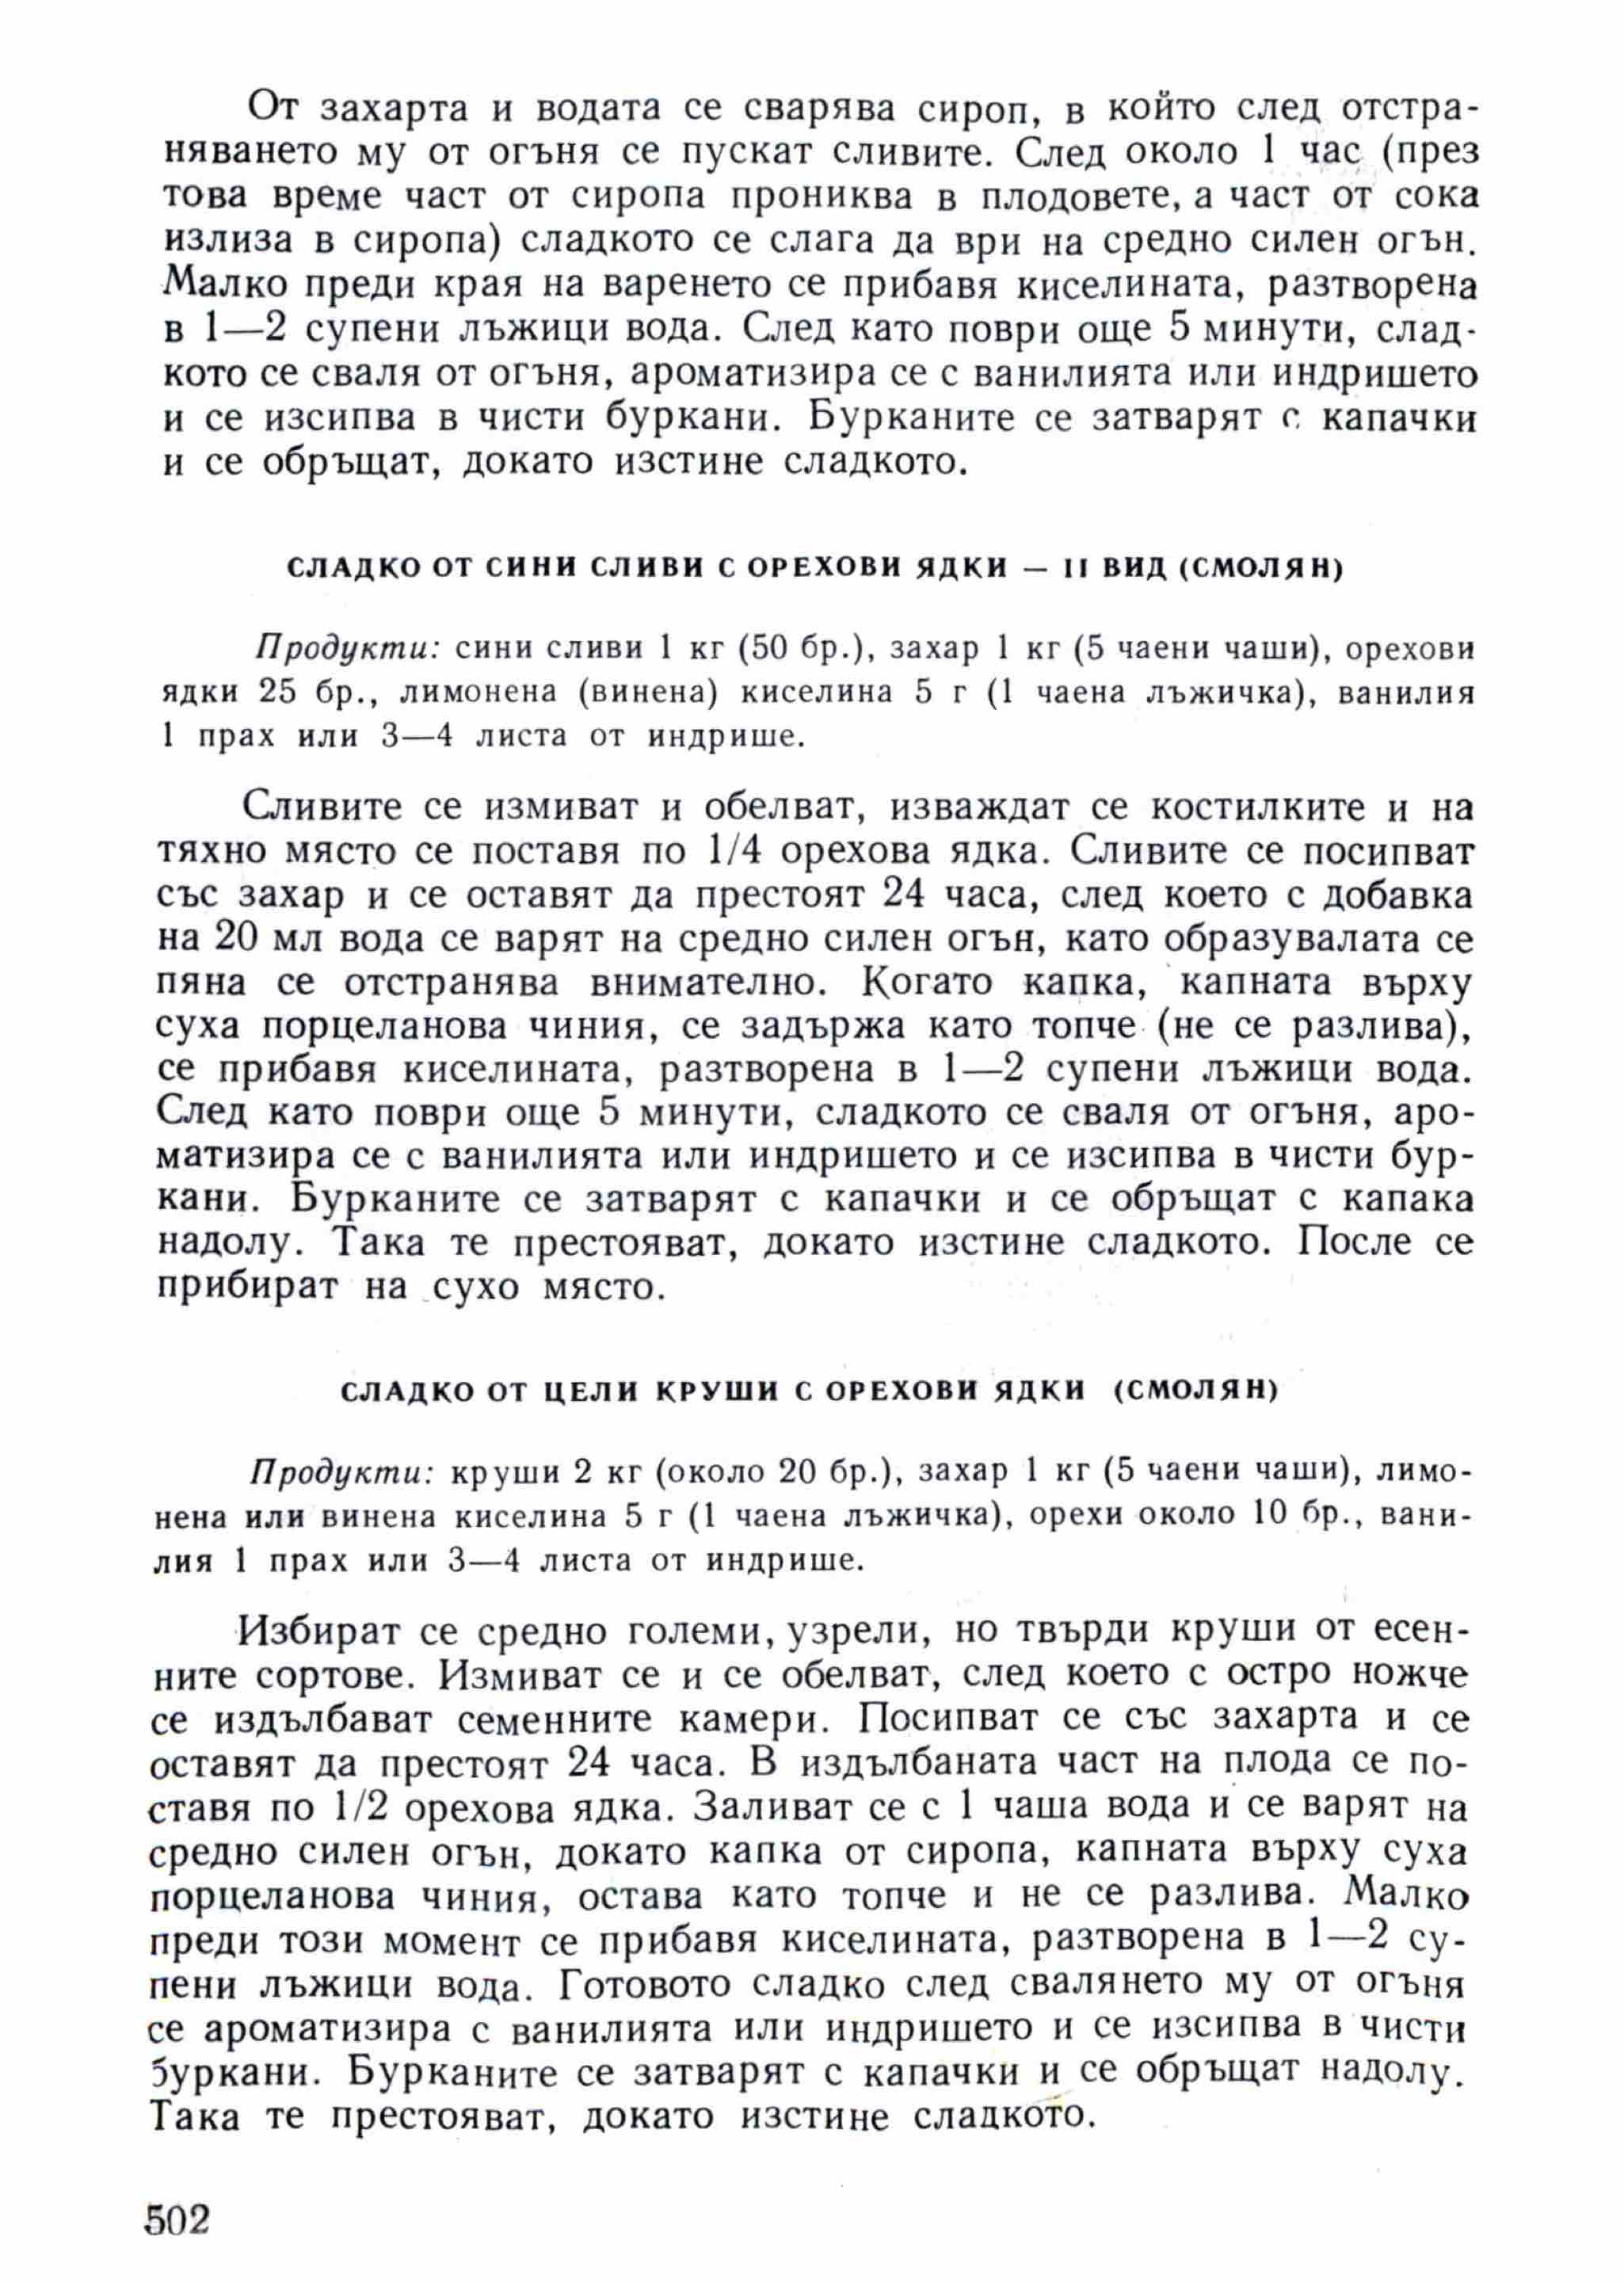 От захарта и водата се сварява сироп, в който след отстра-
няването му от огъня се пускат сливите. След около 1 час (през
това време част от сиропа прониква в плодовете, а част от сока
излиза в сиропа) сладкото се слага да ври на средно силен огън.
Малко преди края на варенето се прибавя киселината, разтворена
в 1—2 супени лъжици вода. След като поври още 5 минути, слад-
кото се сваля от огъня, ароматизира се с ванилията или индришето
и се изсипва в чисти буркани. Бурканите се затварят с капачки
и се обръщат, докато изстине сладкото.
СЛАДКО ОТ СИНИ СЛИВИ С ОРЕХОВИ ЯДКИ — II ВИД (СМОЛЯН)
Продукти: сини сливи 1 кг (50 бр.), захар 1 кг (5 чаени чаши), орехови
ядки 25 бр., лимонена (винена) киселина 5 г (1 чаена лъжичка), ванилия
1 прах или 3—4 листа от индрише.
Сливите се измиват и обелват, изваждат се костилките и на
тяхно място се поставя по 1/4 орехова ядка. Сливите се посипват
със захар и се оставят да престоят 24 часа, след което с добавка
на 20 мл вода се варят на средно силен огън, като образувалата се
пяна се отстранява внимателно. Когато капка, капната върху
суха порцеланова чиния, се задържа като топче (не се разлива),
се прибавя киселината, разтворена в 1—2 супени лъжици вода.
След като поври още 5 минути, сладкото се сваля от огъня, аро-
матизира се с ванилията или индришето и се изсипва в чисти бур-
кани. Бурканите се затварят с капачки и се обръщат с капака
надолу. Така те престояват, докато изстине сладкото. После се
прибират на сухо място.
СЛАДКО ОТ ЦЕЛИ КРУШИ С ОРЕХОВИ ЯДКИ (СМОЛЯН)
Продукти: круши 2 кг (около 20 бр.), захар 1 кг (5 чаени чаши), лимо-
нена или винена киселина 5 г (1 чаена лъжичка), орехи около 10 бр., вани-
лия 1 прах или 3—4 листа от индрише.
Избират се средно големи, узрели, но твърди круши от есен-
ните сортове. Измиват се и се обелват, след което с остро ножче
се издълбават семенните камери. Посипват се със захарта и се
оставят да престоят 24 часа. В издълбаната част на плода се по-
ставя по 1/2 орехова ядка. Заливат се с 1 чаша вода и се варят на
средно силен огън, докато капка от сиропа, капната върху суха
порцеланова чиния, остава като топче и не се разлива. Малко
преди този момент се прибавя киселината, разтворена в 1—2 су-
пени лъжици вода. Готовото сладко след свалянето му от огъня
се ароматизира с ванилията или индришето и се изсипва в чисти
буркани. Бурканите се затварят с капачки и се обръщат надолу.
Така те престояват, докато изстине сладкото.
502